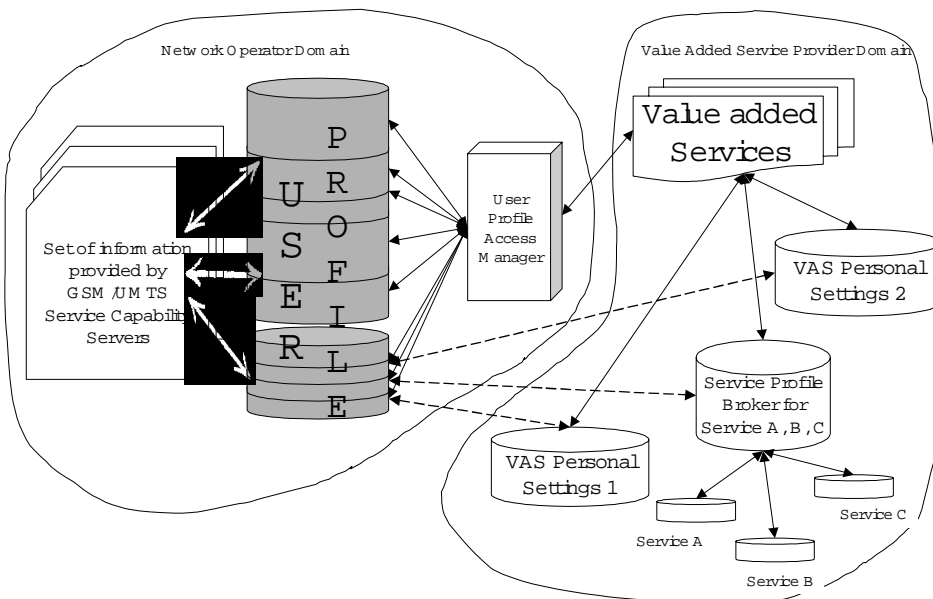 Network Operator Domain
Value Added Service Provider Domain
Value added
Services
USER
PROFILE
User
Profile
Access
Manager
Set of information
provided by
GSM /UMTS
Service Capability
Servers
VAS Personal
Settings 2
Service Profile
Broker for
Service A, B, C
VAS Personal
Settings 1
Service A
Service C
Service B